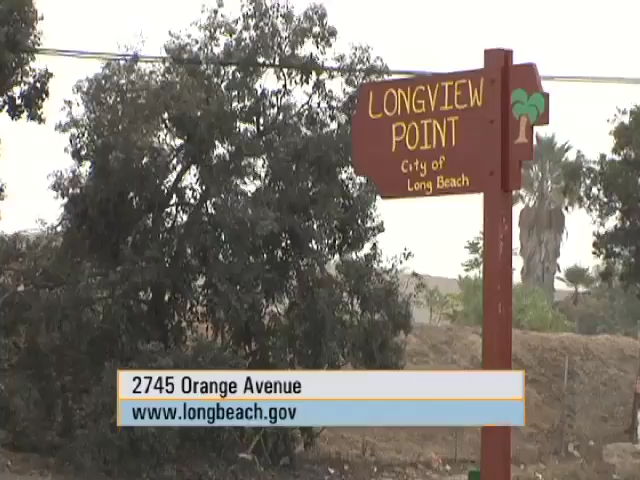 LONGVIEW
POINT
City of
Long Beach
2745 Orange Avenue
www.longbeach.gov